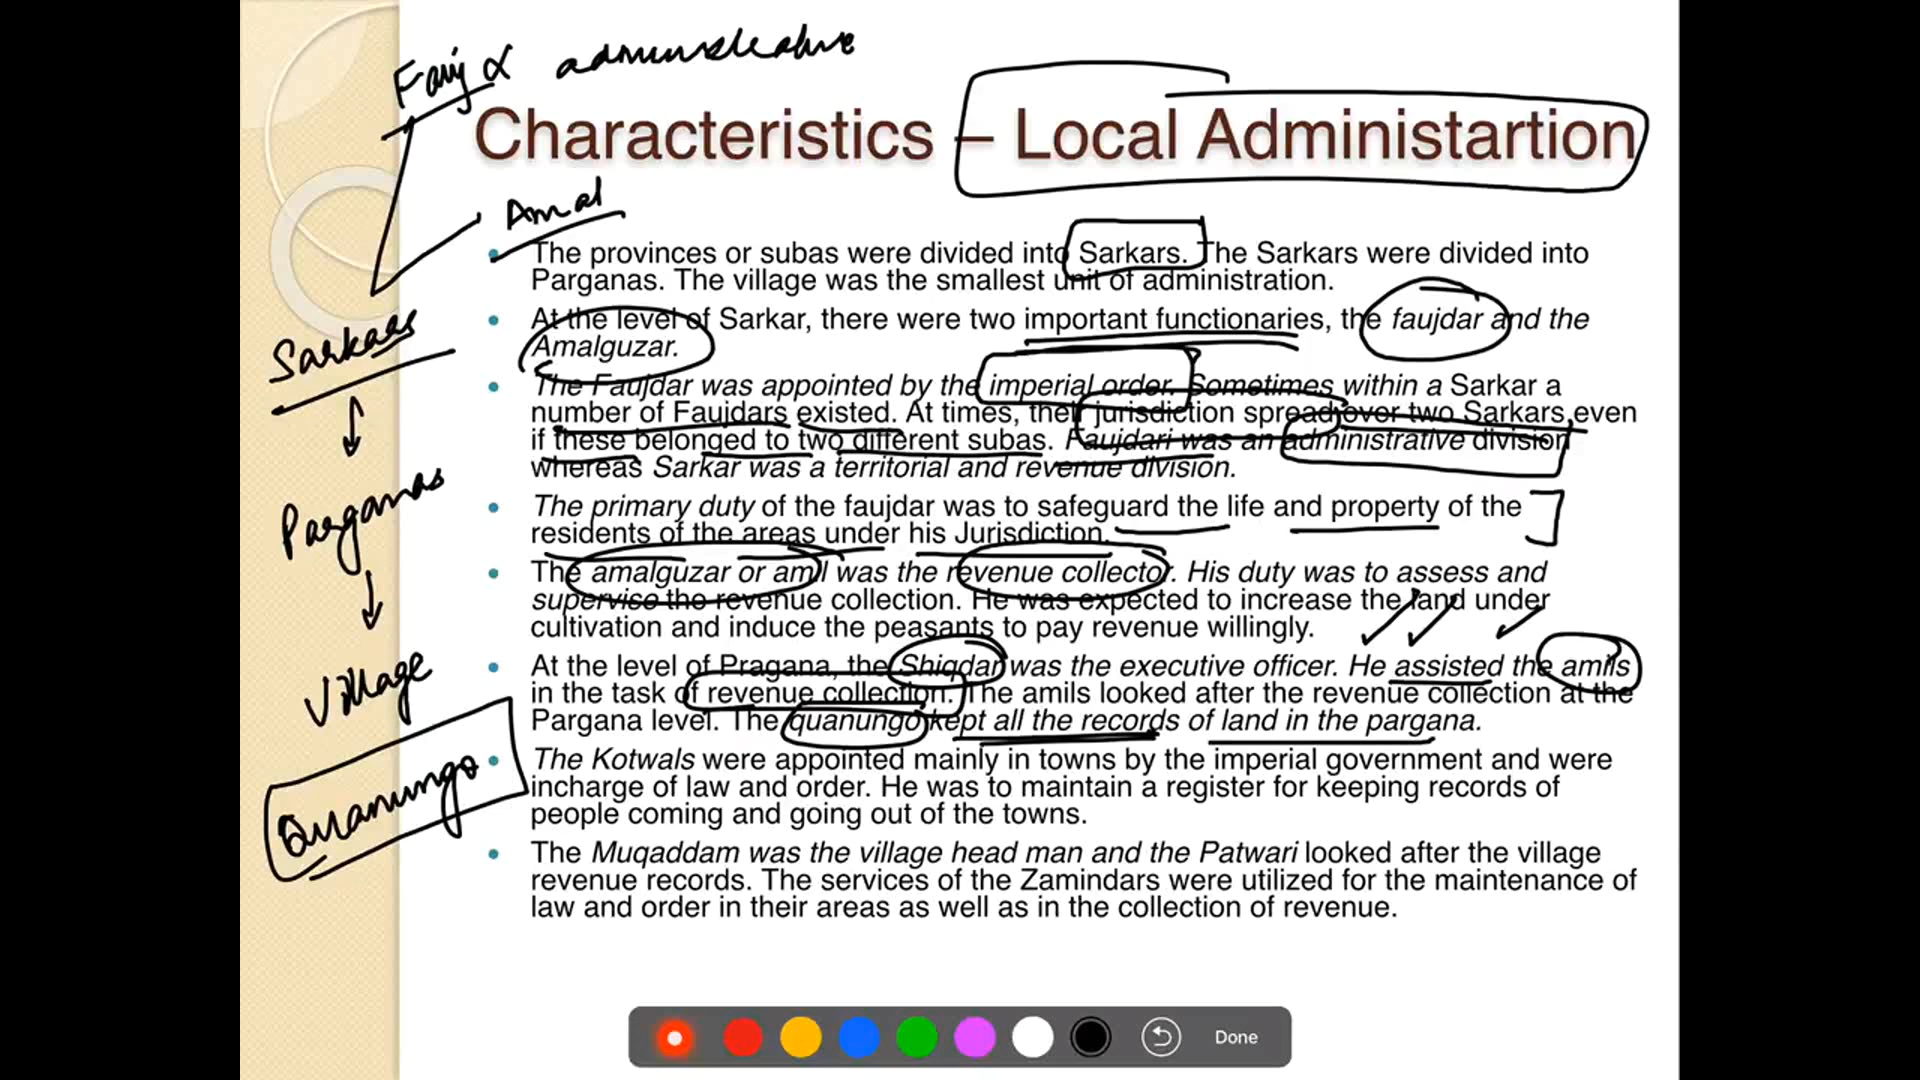 Fauj α administrative
Characteristics – Local Administartion
Amal
• The provinces or subas were divided into Sarkars. The Sarkars were divided into
Parganas. The village was the smallest unit of administration.
• At the level of Sarkar, there were two important functionaries, the faujdar and the
Amalguzar.
Sarkaar
• The Faujdar was appointed by the imperial order. Sometimes within a Sarkar a
number of Faujdars existed. At times, their jurisdiction spread over two Sarkars even
if these belonged to two different subas. Faujdari was an administrative division
whereas Sarkar was a territorial and revenue division.
Parganas
• The primary duty of the faujdar was to safeguard the life and property of the
residents of the areas under his Jurisdiction.
• The amalguzar or amil was the revenue collector. His duty was to assess and
supervise the revenue collection. He was expected to increase the land under
cultivation and induce the peasants to pay revenue willingly.
Village
• At the level of Pragana, the Shiqdar was the executive officer. He assisted the amils
in the task of revenue collection. The amils looked after the revenue collection at the
Pargana level. The quanungo kept all the records of land in the pargana.
Quanungo
• The Kotwals were appointed mainly in towns by the imperial government and were
incharge of law and order. He was to maintain a register for keeping records of
people coming and going out of the towns.
• The Muqaddam was the village head man and the Patwari looked after the village
revenue records. The services of the Zamindars were utilized for the maintenance of
law and order in their areas as well as in the collection of revenue.
Done